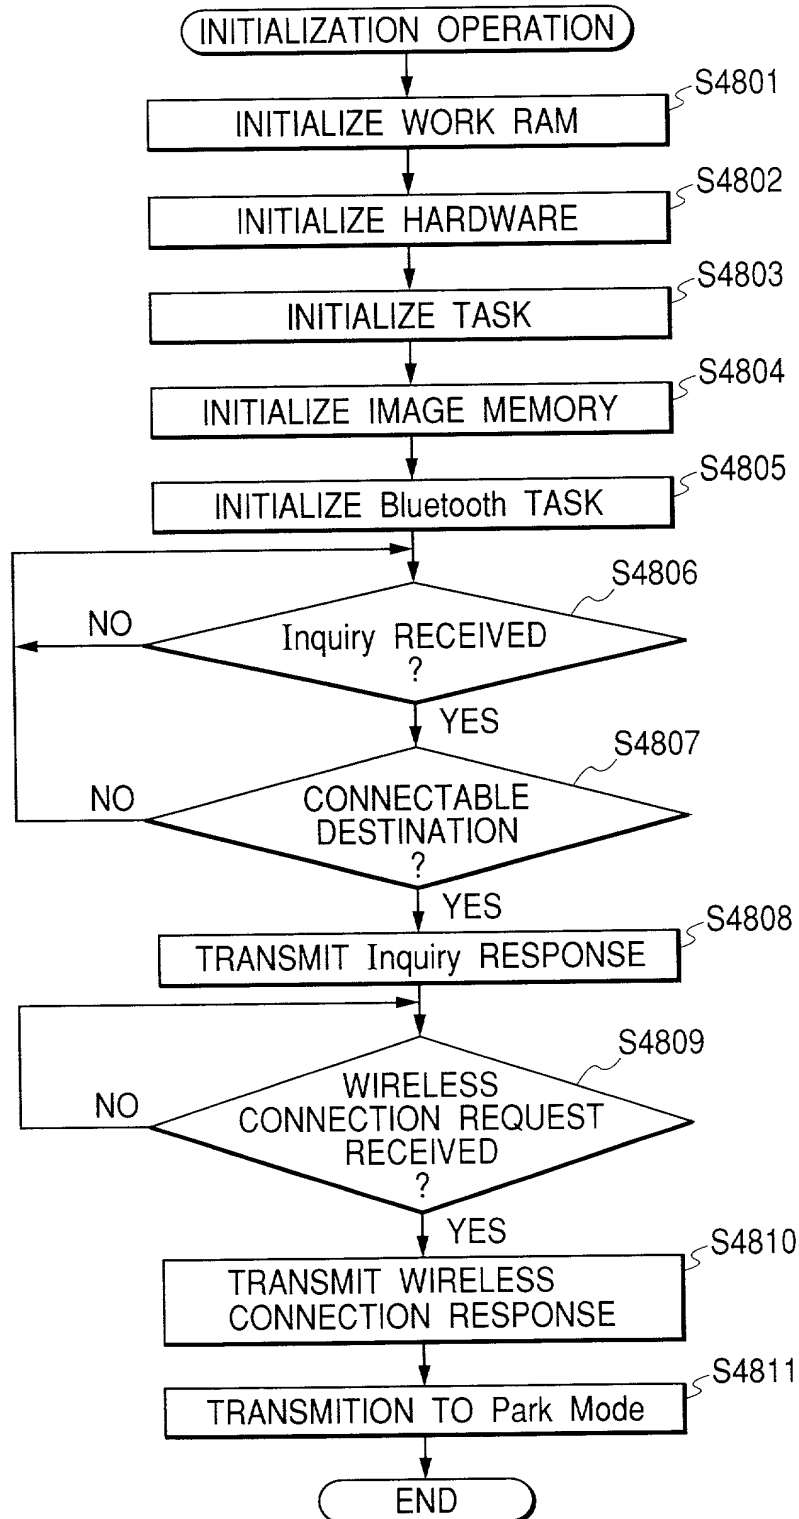 INITIALIZATION OPERATION
S4801
INITIALIZE WORK RAM
S4802
INITIALIZE HARDWARE
S4803
INITIALIZE TASK
S4804
INITIALIZE IMAGE MEMORY
S4805
INITIALIZE Bluetooth TASK
S4806
NO
Inquiry RECEIVED
?
YES
S4807
NO
CONNECTABLE
DESTINATION
?
YES
S4808
TRANSMIT Inquiry RESPONSE
S4809
NO
WIRELESS
CONNECTION REQUEST
RECEIVED
?
YES
S4810
TRANSMIT WIRELESS
CONNECTION RESPONSE
S4811
TRANSMITION TO Park Mode
END